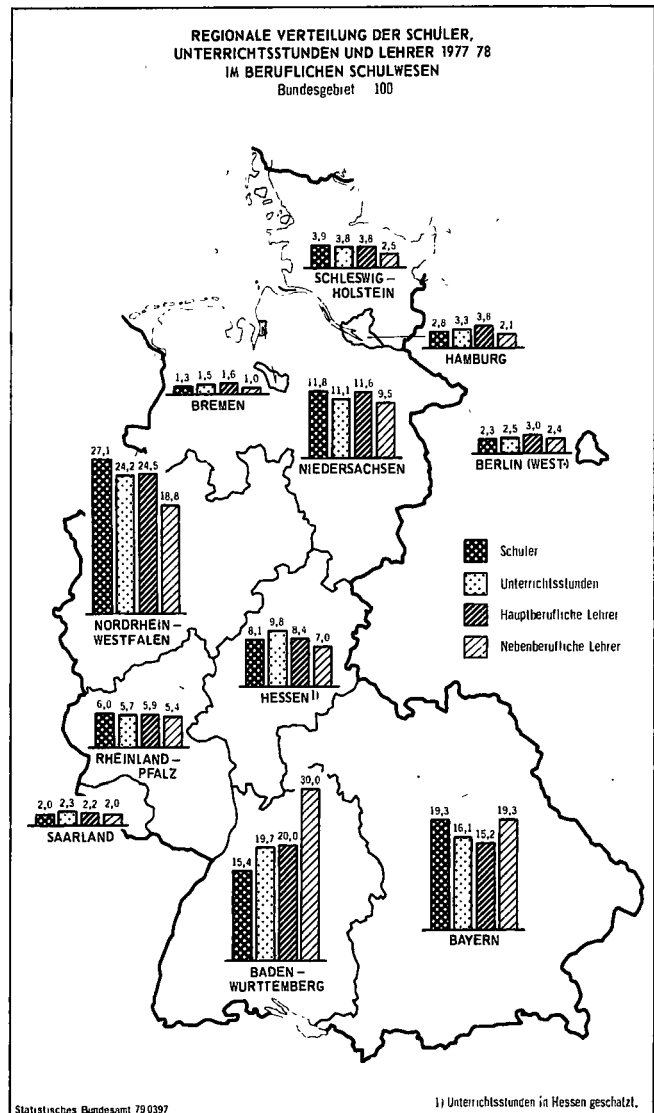 REGIONALE VERTEILUNG DER SCHULER,
UNTERRICHTSSTUNDEN UND LEHRER 1977 78
IM BERUFLICHEN SCHULWESEN
Bundesgebiet 100
3,9 3,8 3,8 2,5
SCHLESWIG-
HOLSTEIN
2,8 3,3 3,8 2,1
HAMBURG
1,3 1,5 1,6 1,0
BREMEN
11,8 11,1 11,6 9,5
NIEDERSACHSEN
2,3 2,5 3,0 2,4
BERLIN (WEST)
27,1 24,2 24,5 18,8
NORDRHEIN-
WESTFALEN
Schuler
Unterrichtsstunden
Hauptberufliche Lehrer
Nebenberufliche Lehrer
8,1 9,8 8,4 7,0
HESSEN 1)
6,0 5,7 5,9 5,4
RHEINLAND-
PFALZ
2,0 2,3 2,2 2,0
SAARLAND
15,4 19,7 20,0 30,0
BADEN-
WURTTEMBERG
19,3 16,1 15,2 19,3
BAYERN
Statistisches Bundesamt 79 0397
1) Unterrichtsstunden in Hessen geschatzt.